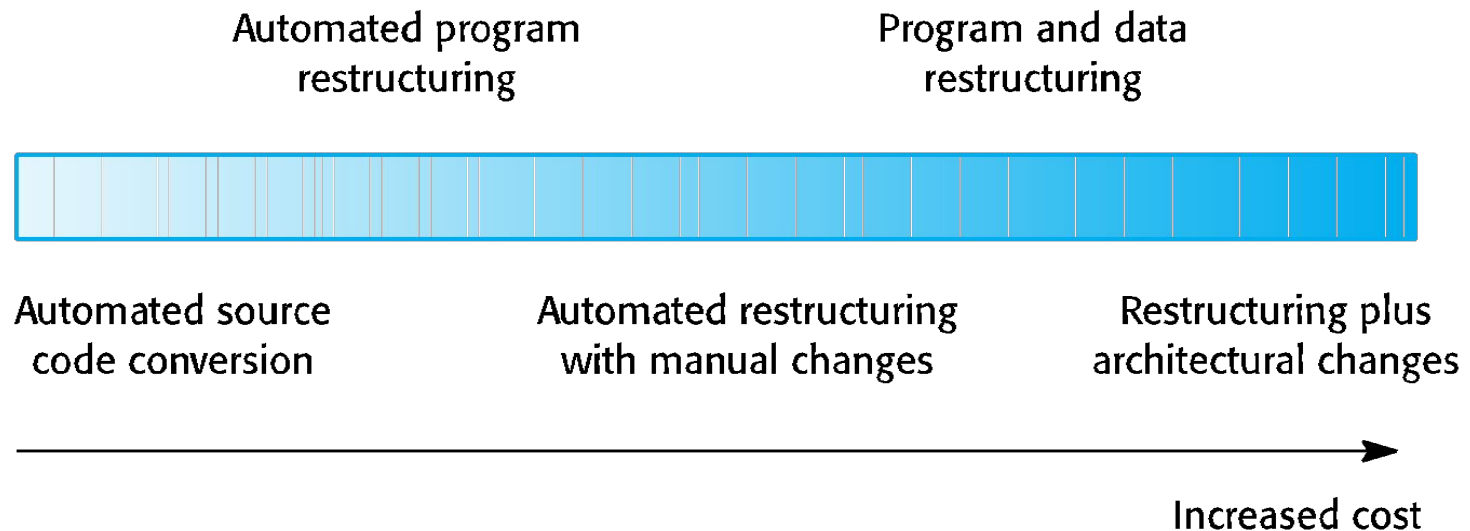 Automated program
restructuring
Program and data
restructuring
Automated source
code conversion
Automated restructuring
with manual changes
Restructuring plus
architectural changes
Increased cost